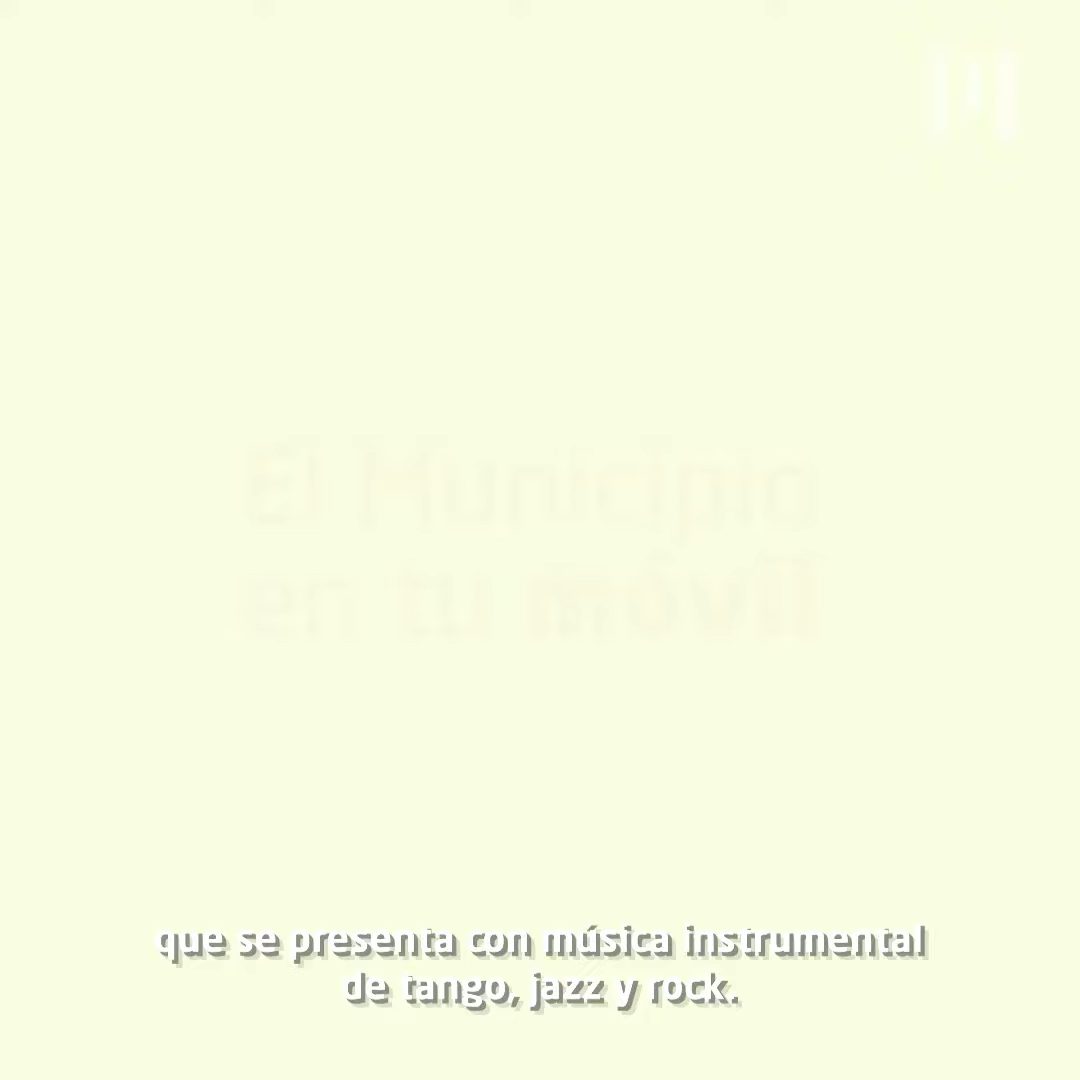 El Municipio
en tu móvil
que se presenta con música instrumental
de tango, jazz y rock.